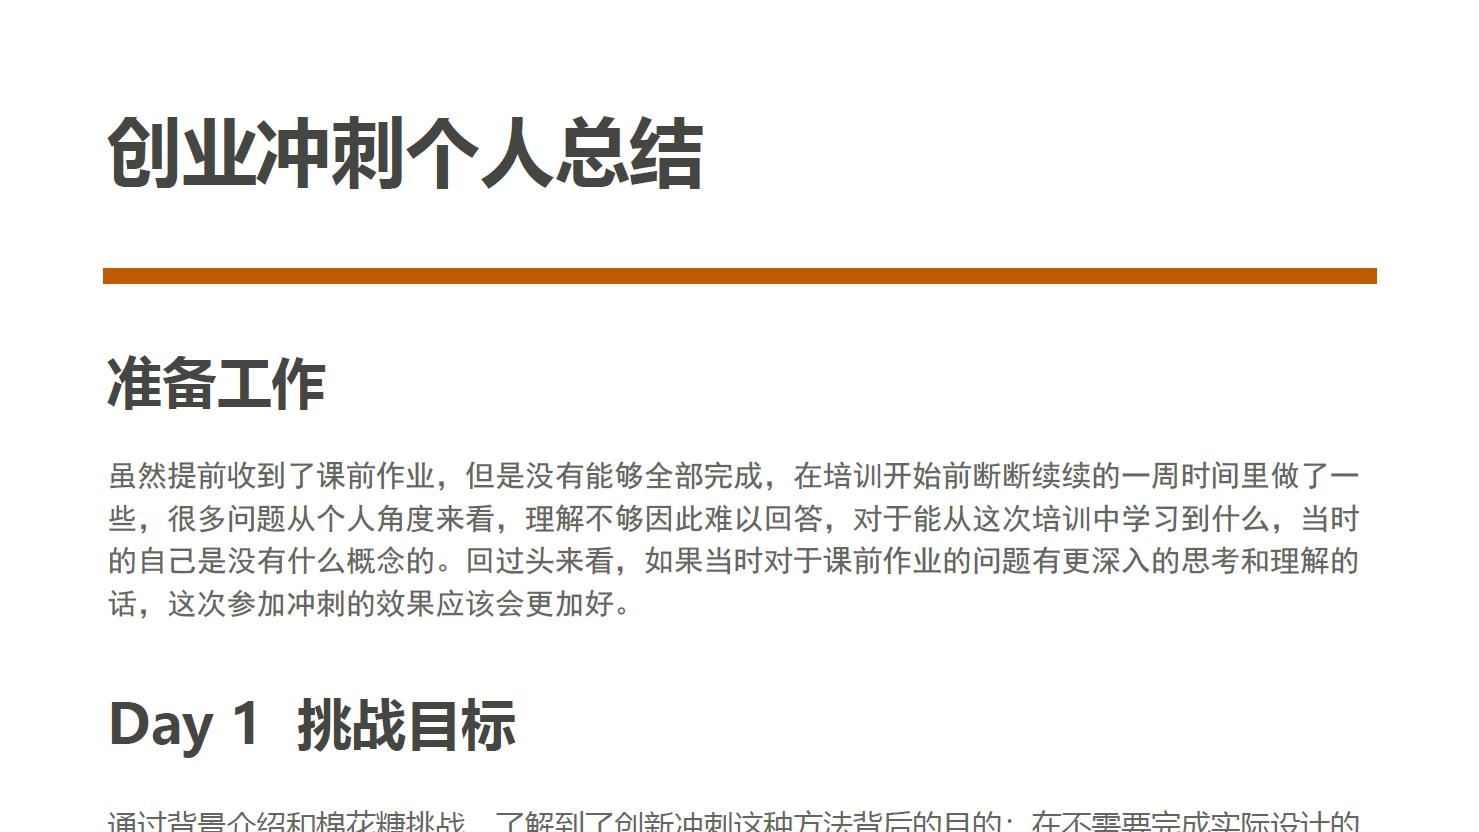 创业冲刺个人总结
准备工作
虽然提前收到了课前作业，但是没有能够全部完成，在培训开始前断断续续的一周时间里做了一
些，很多问题从个人角度来看，理解不够因此难以回答，对于能从这次培训中学习到什么，当时
的自己是没有什么概念的。回过头来看，如果当时对于课前作业的问题有更深入的思考和理解的
话，这次参加冲刺的效果应该会更加好。
Day 1 挑战目标
通过背景介绍和棉花糖挑战，了解到了创新冲刺这种方法背后的目的：在不需要完成实际设计的